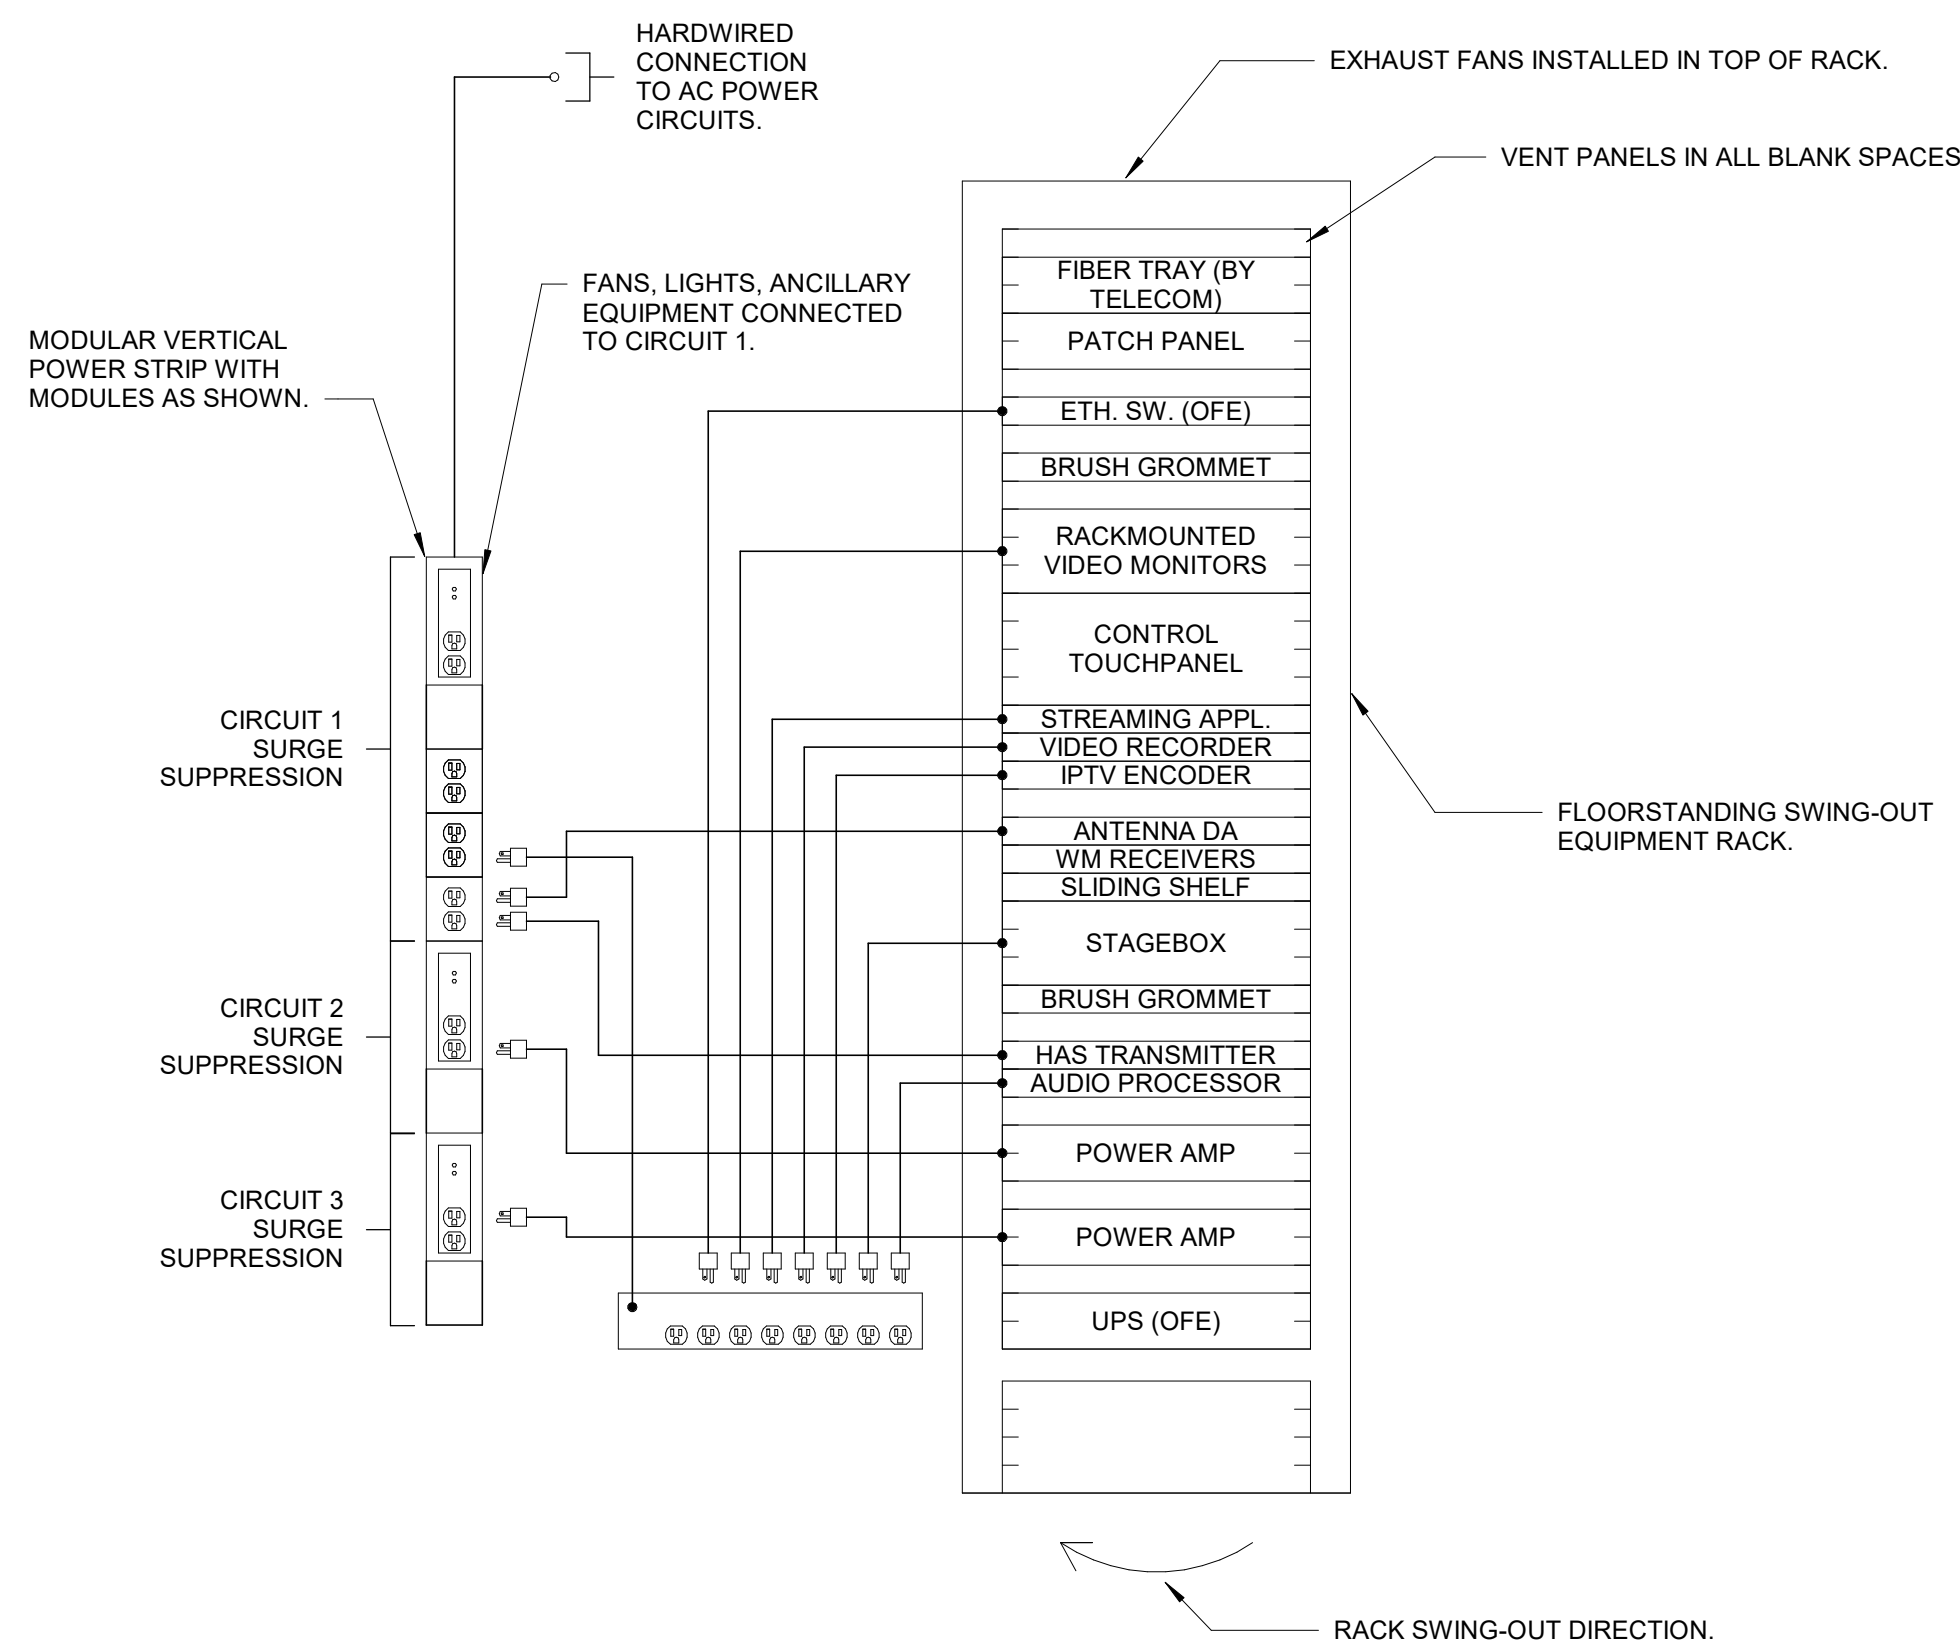 HARDWIRED
CONNECTION
TO AC POWER
CIRCUITS.
EXHAUST FANS INSTALLED IN TOP OF RACK.
VENT PANELS IN ALL BLANK SPACES
FANS, LIGHTS, ANCILLARY
EQUIPMENT CONNECTED
TO CIRCUIT 1.
MODULAR VERTICAL
POWER STRIP WITH
MODULES AS SHOWN.
CIRCUIT 1
SURGE
SUPPRESSION
CIRCUIT 2
SURGE
SUPPRESSION
CIRCUIT 3
SURGE
SUPPRESSION
FIBER TRAY (BY
TELECOM)
PATCH PANEL
ETH. SW. (OFE)
BRUSH GROMMET
RACKMOUNTED
VIDEO MONITORS
CONTROL
TOUCHPANEL
STREAMING APPL.
VIDEO RECORDER
IPTV ENCODER
ANTENNA DA
WM RECEIVERS
SLIDING SHELF
STAGEBOX
BRUSH GROMMET
HAS TRANSMITTER
AUDIO PROCESSOR
POWER AMP
POWER AMP
UPS (OFE)
FLOORSTANDING SWING-OUT
EQUIPMENT RACK.
RACK SWING-OUT DIRECTION.